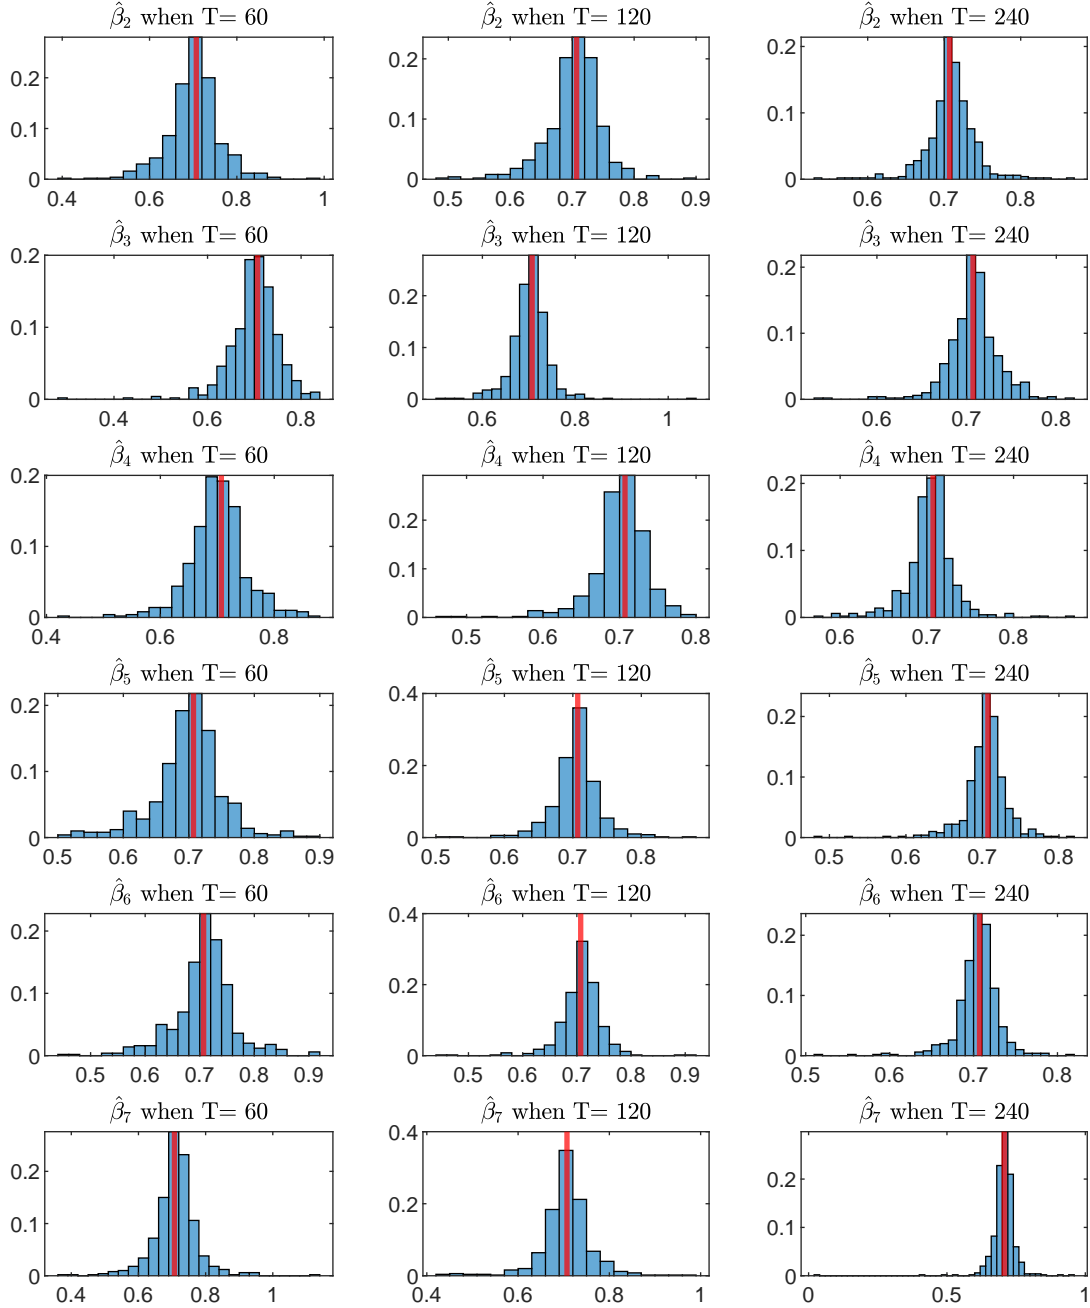 β̂₂ when T= 60 β̂₂ when T= 120 β̂₂ when T= 240
0.2 0.2 0.2
0.1 0.1 0.1
0 0 0
0.4 0.6 0.8 1 0.5 0.6 0.7 0.8 0.9 0.6 0.8
β̂₃ when T= 60 β̂₃ when T= 120 β̂₃ when T= 240
0.2 0.2 0.2
0.1 0.1 0.1
0 0 0
0.4 0.6 0.8 0.6 0.8 1 0.6 0.7 0.8
β̂₄ when T= 60 β̂₄ when T= 120 β̂₄ when T= 240
0.2 0.2 0.2
0.1 0.1 0.1
0 0 0
0.4 0.6 0.8 0.5 0.6 0.7 0.8 0.6 0.7 0.8
β̂₅ when T= 60 β̂₅ when T= 120 β̂₅ when T= 240
0.2 0.4 0.2
0.1 0.2 0.1
0 0 0
0.5 0.6 0.7 0.8 0.9 0.5 0.6 0.7 0.8 0.5 0.6 0.7 0.8
β̂₆ when T= 60 β̂₆ when T= 120 β̂₆ when T= 240
0.2 0.4 0.2
0.1 0.2 0.1
0 0 0
0.5 0.6 0.7 0.8 0.9 0.5 0.6 0.7 0.8 0.9 0.5 0.6 0.7 0.8
β̂₇ when T= 60 β̂₇ when T= 120 β̂₇ when T= 240
0.2 0.4 0.2
0.1 0.2 0.1
0 0 0
0.4 0.6 0.8 1 0.4 0.6 0.8 1 0 0.5 1